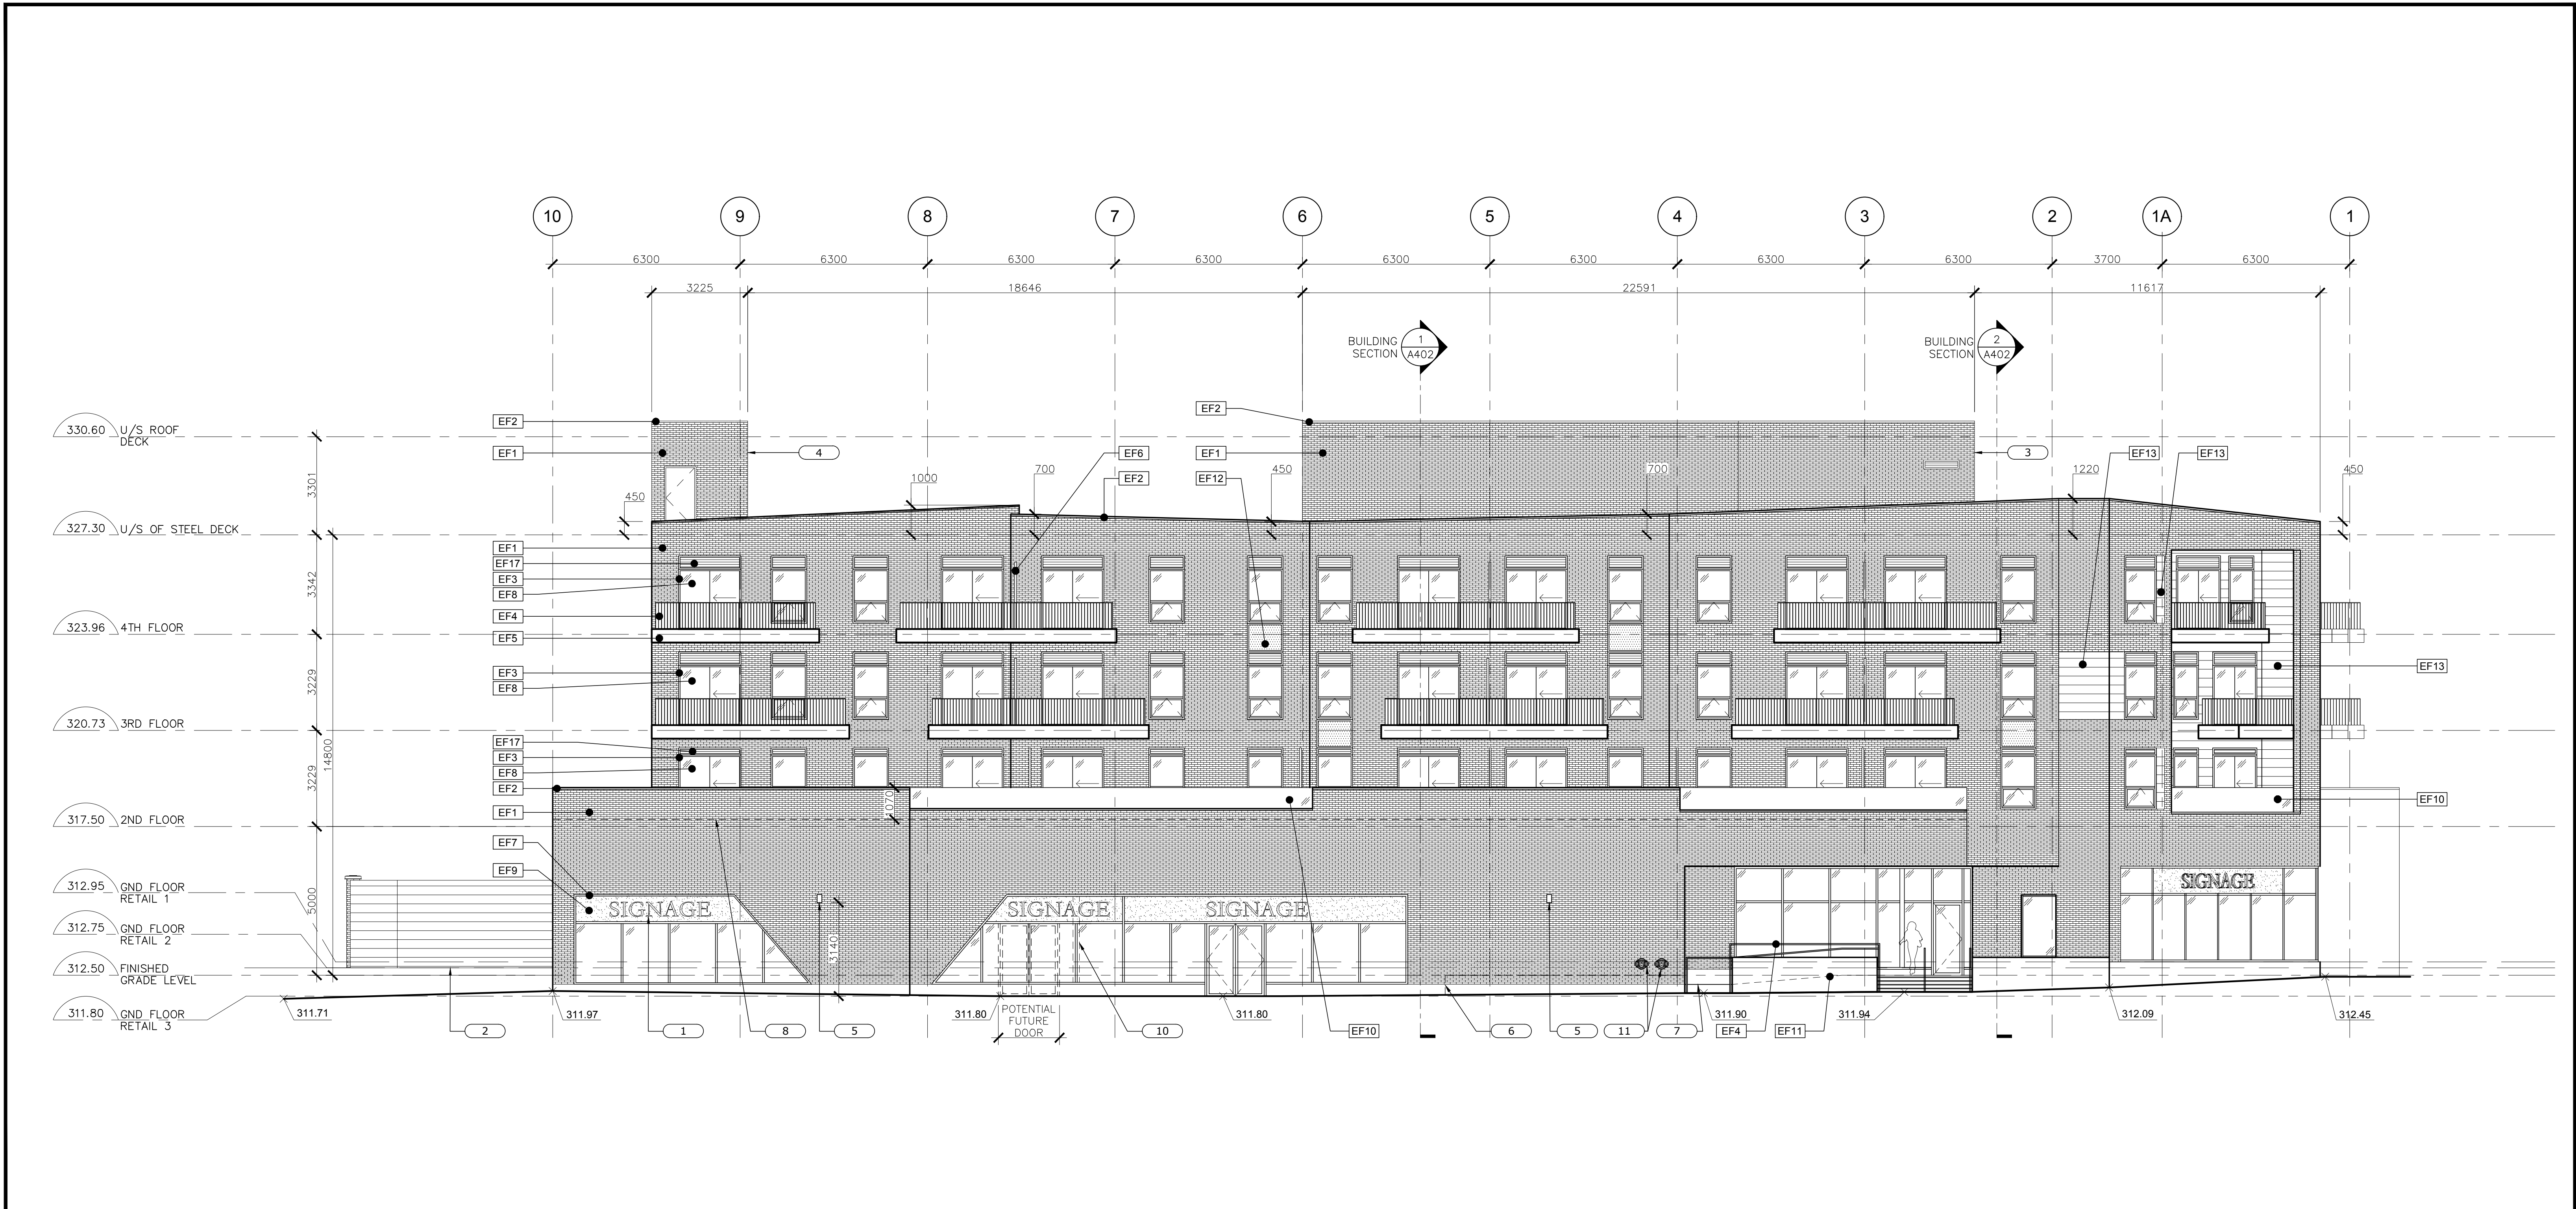 10 9 8 7 6 5 4 3 2 1A 1
6300 6300 6300 6300 6300 6300 6300 6300 3700 6300
3225 18646 22591 11617
BUILDING
SECTION
1
A402
BUILDING
SECTION
2
A402
330.60 U/S ROOF
DECK
327.30 U/S OF STEEL DECK
323.96 4TH FLOOR
320.73 3RD FLOOR
317.50 2ND FLOOR
312.95 GND FLOOR
RETAIL 1
312.75 GND FLOOR
RETAIL 2
312.50 FINISHED
GRADE LEVEL
311.80 GND FLOOR
RETAIL 3
3301
3342
3229
3229
5000
14800
EF2
EF1
4
EF2
EF1
EF6
EF2
EF12
3
EF13
EF13
450
1000
700
450
700
1220
450
EF1
EF17
EF3
EF8
EF4
EF5
EF3
EF8
EF13
EF17
EF3
EF8
EF2
EF1
EF7
EF9
1070
EF10
3140
SIGNAGE
SIGNAGE
SIGNAGE
SIGNAGE
311.71
311.97
311.80
311.80
311.90
311.94
312.09
312.45
POTENTIAL
FUTURE
DOOR
2
1
8
5
10
EF10
6
5
11
7
EF4
EF11